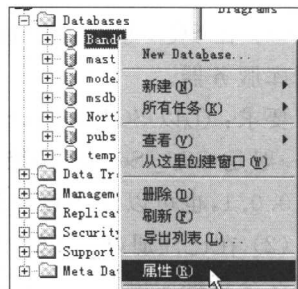 Diagrams
Databases
Band
New Database...
mast
mode
新建(N)
msdb
所有任务(K)
Nort
pubs
查看(V)
temp
从这里创建窗口(W)
Data Tr
Managem
删除(D)
Replica
刷新(F)
Security
导出列表(L)...
Support
Meta Da
属性(R)